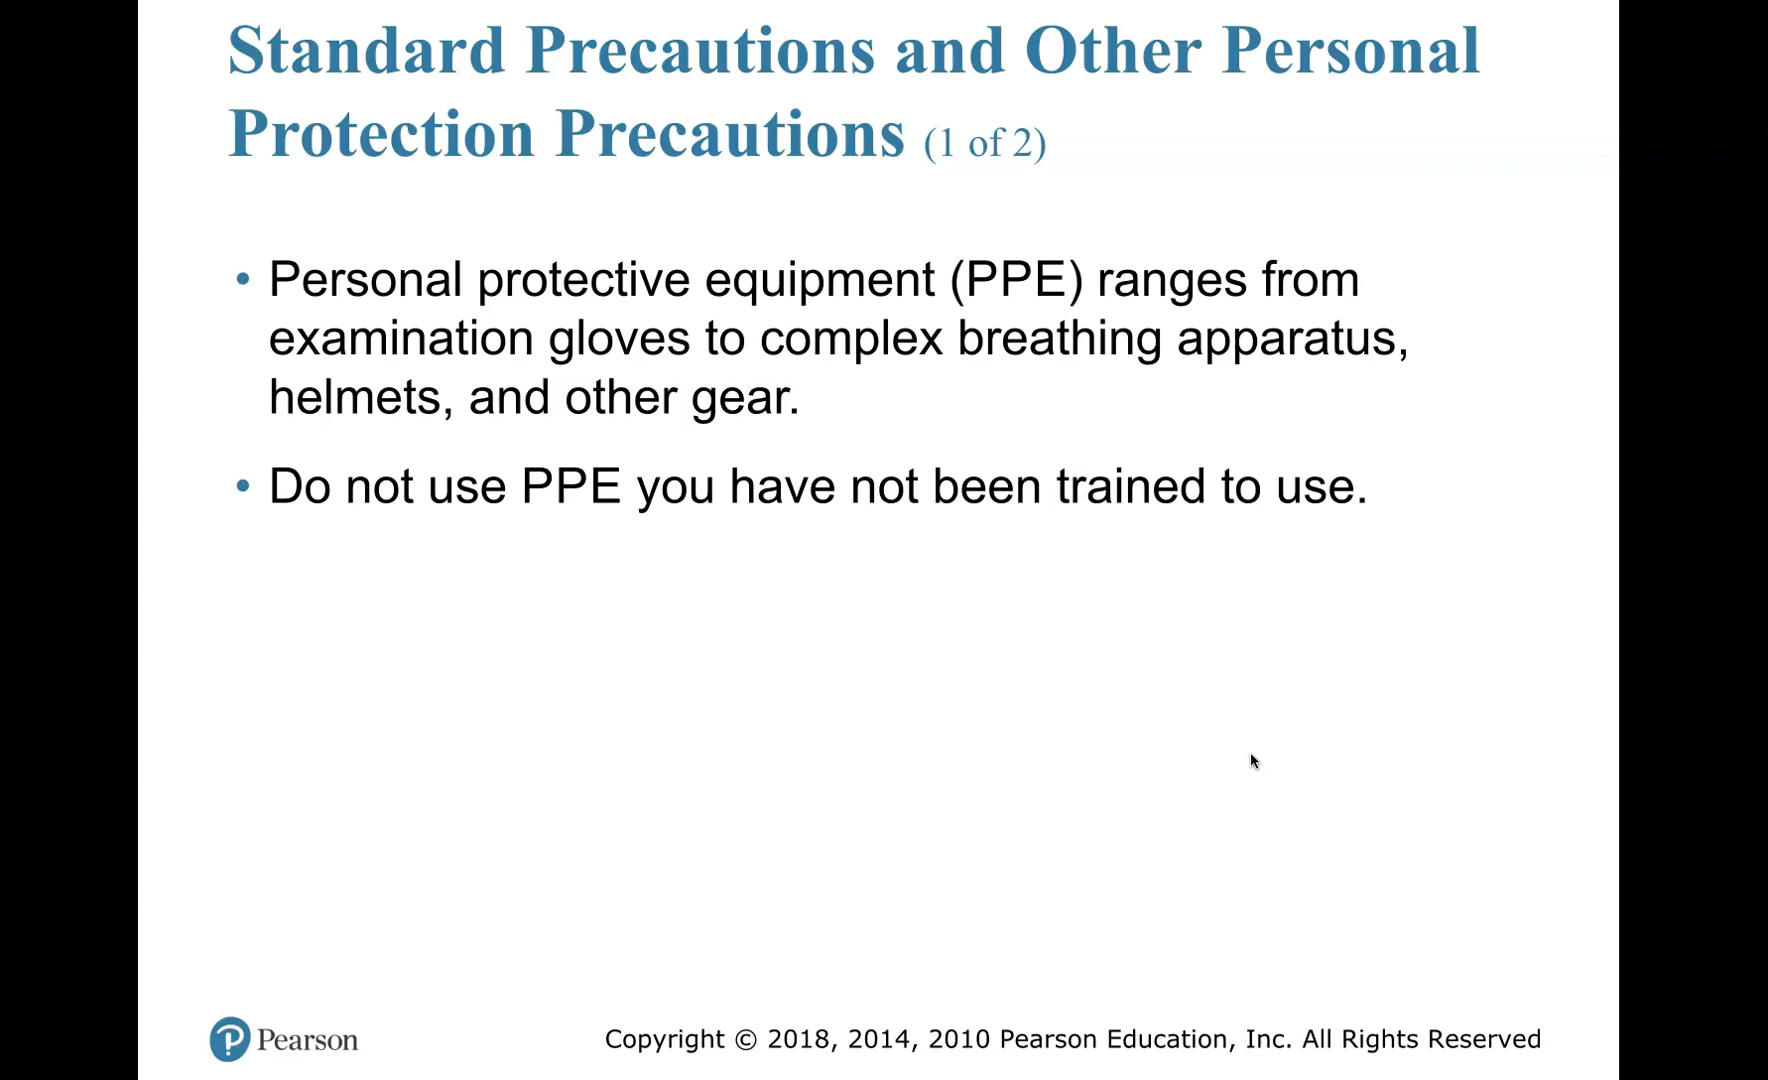 Standard Precautions and Other Personal
Protection Precautions (1 of 2)
• Personal protective equipment (PPE) ranges from
examination gloves to complex breathing apparatus,
helmets, and other gear.
• Do not use PPE you have not been trained to use.
Pearson
Copyright © 2018, 2014, 2010 Pearson Education, Inc. All Rights Reserved